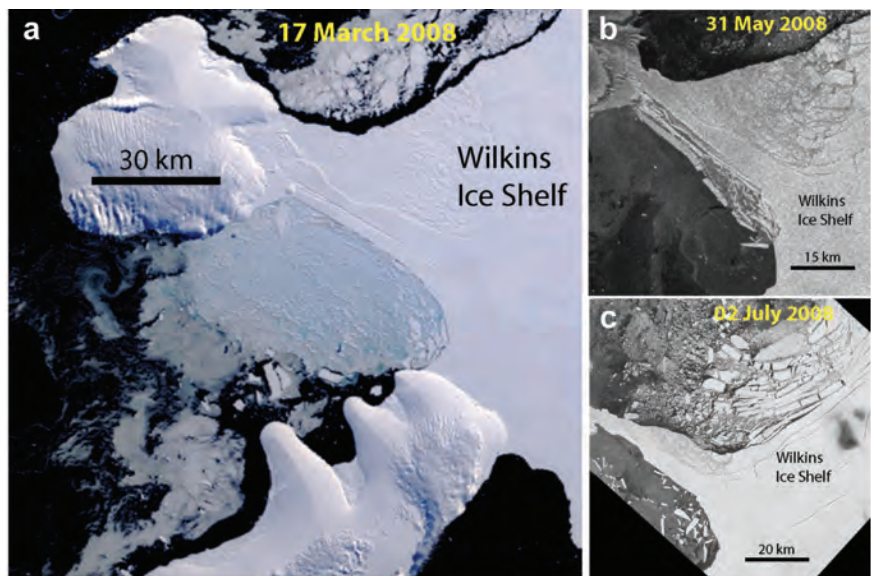 a
17 March 2008
30 km
Wilkins
Ice Shelf
b
31 May 2008
Wilkins
Ice Shelf
15 km
c
02 July 2008
Wilkins
Ice Shelf
20 km